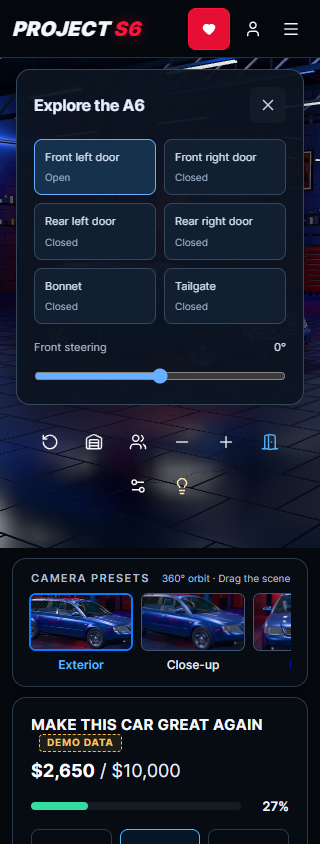 PROJECT S6
Explore the A6
Front left door
Open
Front right door
Closed
Rear left door
Closed
Rear right door
Closed
Bonnet
Closed
Tailgate
Closed
Front steering 0°
CAMERA PRESETS 360° orbit · Drag the scene
Exterior
Close-up
MAKE THIS CAR GREAT AGAIN
DEMO DATA
$2,650 / $10,000
27%